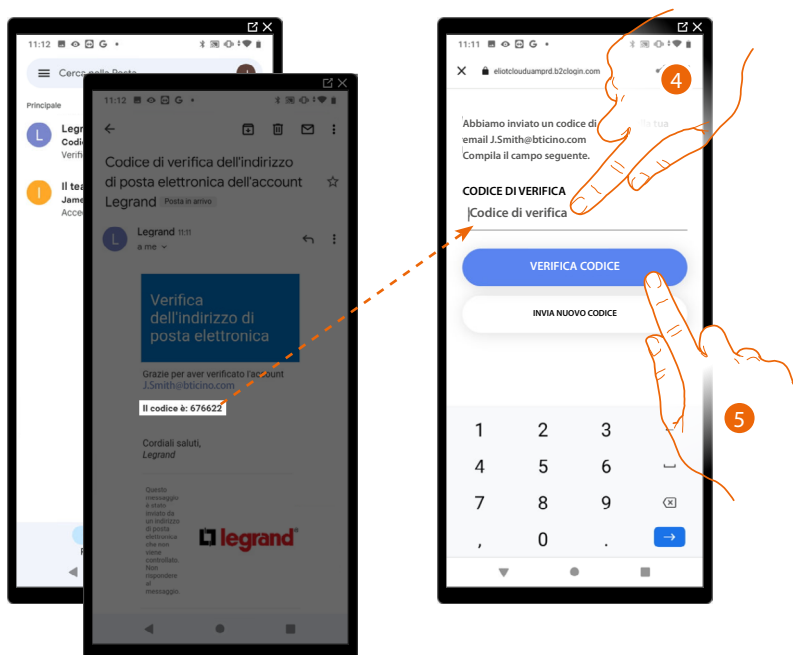 11:12
Cerca nella Posta
Principale
L
Legr
Codi
Verifi
I
Il tea
Jame
Acce
11:12
Codice di verifica dell'indirizzo
di posta elettronica dell'account
Legrand Posta in arrivo
L
Legrand 11:11
a me
Verifica
dell'indirizzo di
posta elettronica
Grazie per aver verificato l'account
J.Smith@bticino.com
Il codice è: 676622
Cordiali saluti,
Legrand
Questo
messaggio
è stato
inviato da
un indirizzo
di posta
elettronica
che non
viene
controllato.
Non
rispondere
al
messaggio.
legrand®
11:11
eliotclouduamprd.b2clogin.com
4
Abbiamo inviato un codice di tua
email J.Smith@bticino.com
Compila il campo seguente.
CODICE DI VERIFICA
Codice di verifica
VERIFICA CODICE
INVIA NUOVO CODICE
5
1 2 3 -
4 5 6
7 8 9
, 0 .